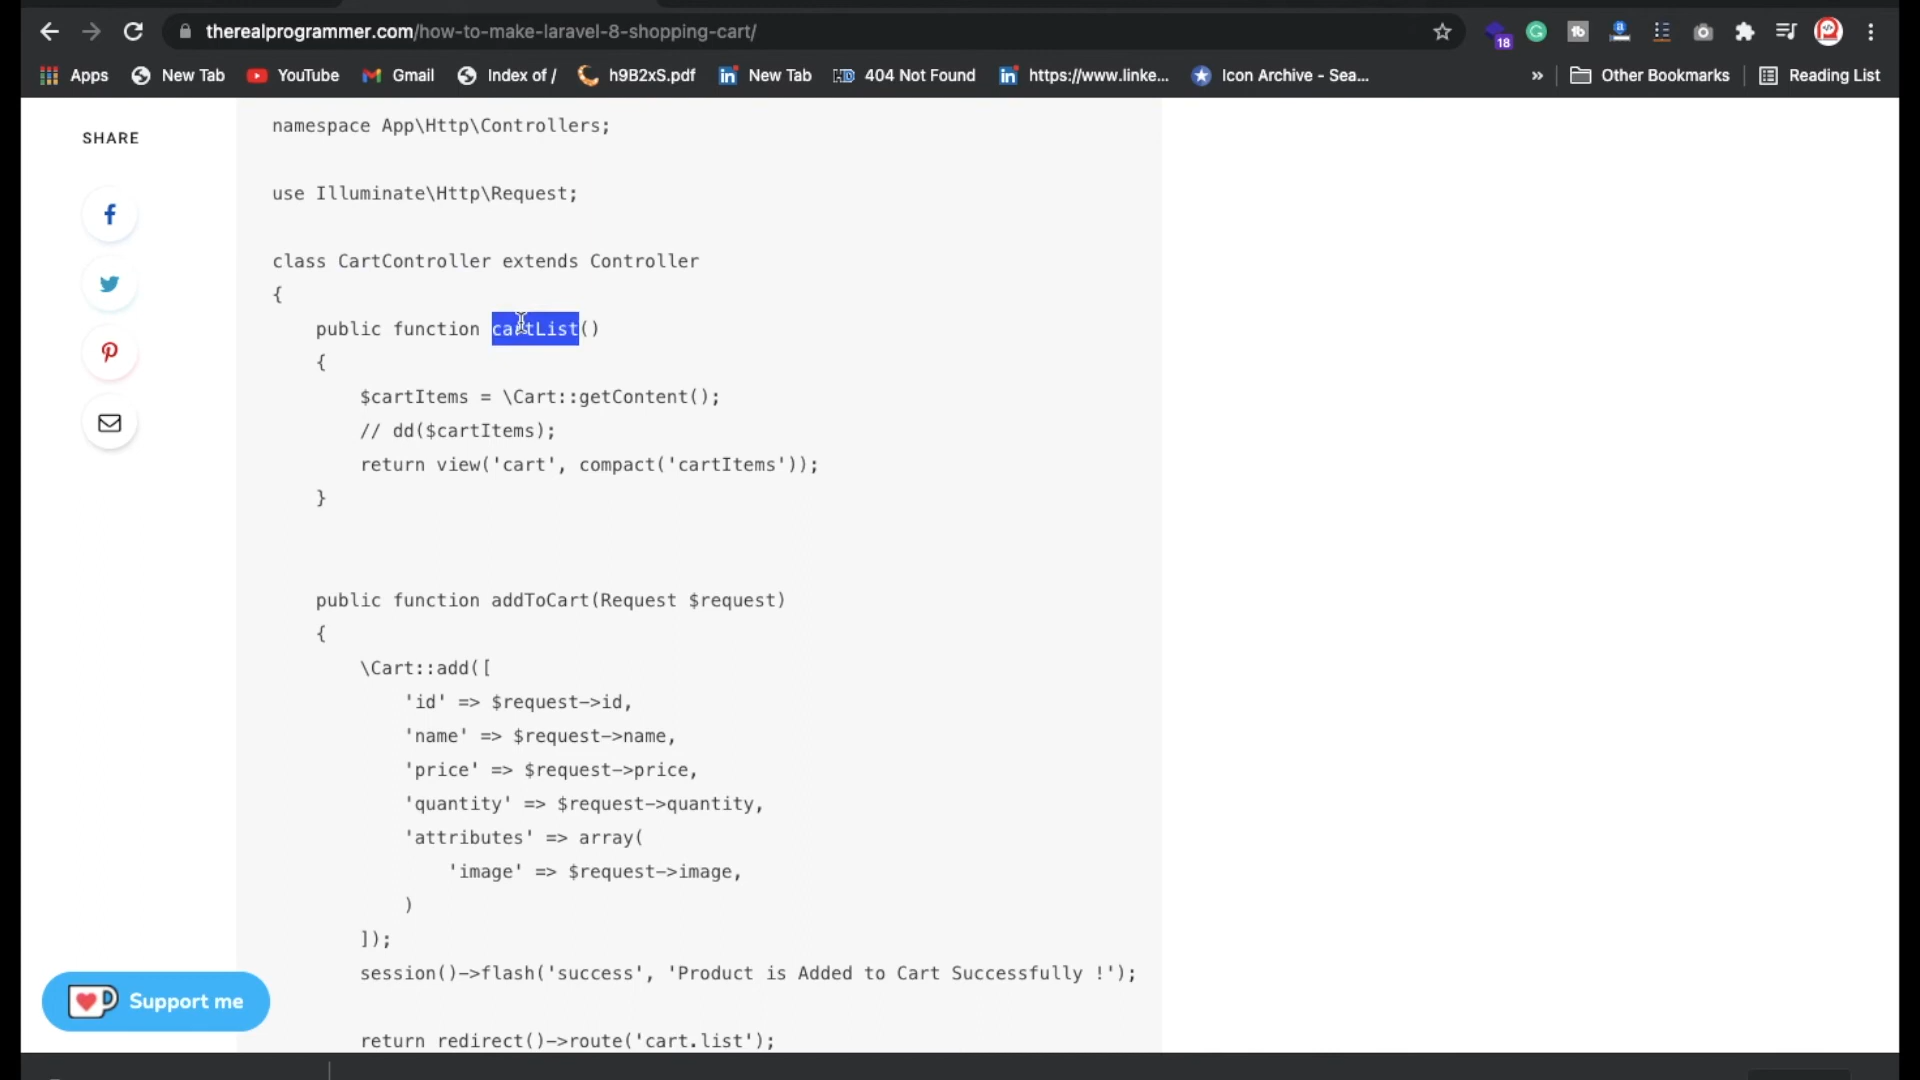 therealprogrammer.com/how-to-make-laravel-8-shopping-cart/
18
Apps
New Tab
YouTube
Gmail
Index of /
h9B2xS.pdf
New Tab
404 Not Found
https://www.linke...
Icon Archive - Sea...
»
Other Bookmarks
Reading List
SHARE
namespace App\Http\Controllers;
use Illuminate\Http\Request;
class CartController extends Controller
{
public function cartList()
{
$cartItems = \Cart::getContent();
// dd($cartItems);
return view('cart', compact('cartItems'));
}
public function addToCart(Request $request)
{
\Cart::add([
'id' => $request->id,
'name' => $request->name,
'price' => $request->price,
'quantity' => $request->quantity,
'attributes' => array(
'image' => $request->image,
)
]);
session()->flash('success', 'Product is Added to Cart Successfully !');
return redirect()->route('cart.list');
Support me